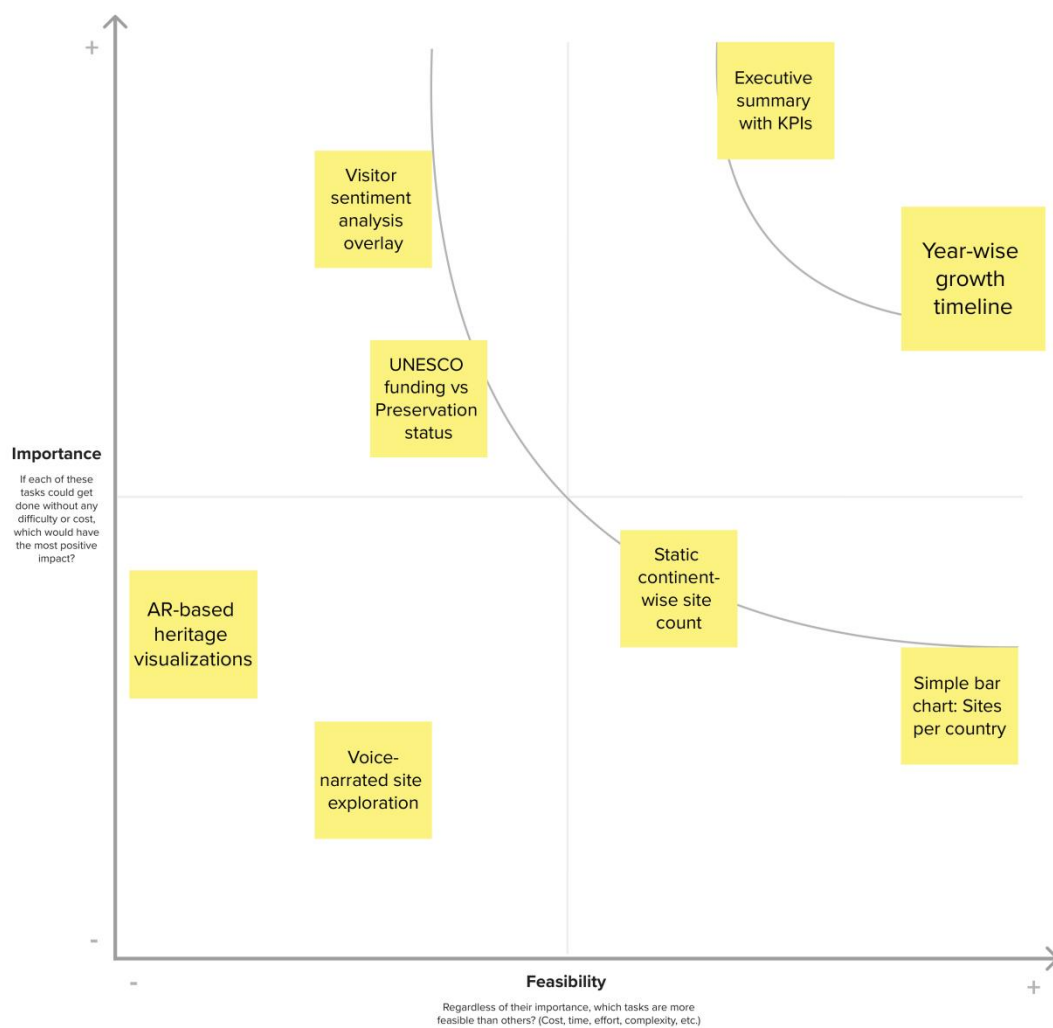 +
Executive
summary
with KPIs
Visitor
sentiment
analysis
overlay
Year-wise
growth
timeline
UNESCO
funding vs
Preservation
status
Importance
If each of these
tasks could get
done without any
difficulty or cost,
which would have
the most positive
impact?
Static
continent-
wise site
count
AR-based
heritage
visualizations
Simple bar
chart: Sites
per country
Voice-
narrated site
exploration
-
-
Feasibility
+
Regardless of their importance, which tasks are more
feasible than others? (Cost, time, effort, complexity, etc.)